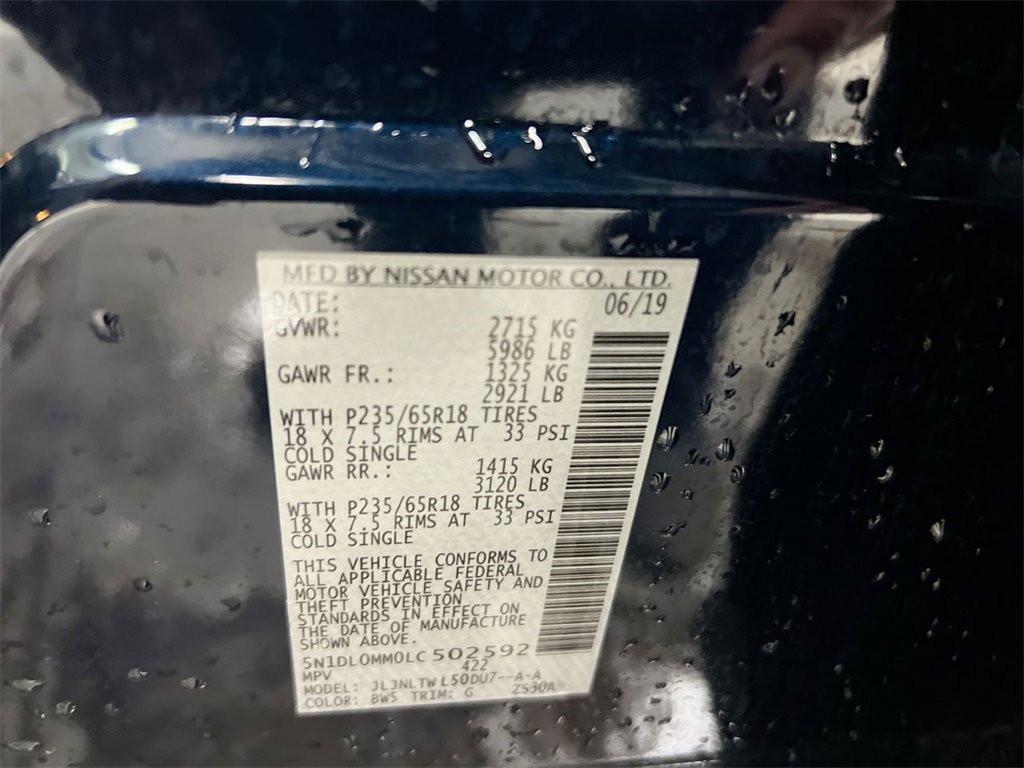 MFD BY NISSAN MOTOR CO., LTD.
DATE: 06/19
GVWR: 2715 KG
5986 LB
GAWR FR.: 1325 KG
2921 LB
WITH P235/65R18 TIRES
18 X 7.5 RIMS AT 33 PSI
COLD SINGLE
GAWR RR.: 1415 KG
3120 LB
WITH P235/65R18 TIRES
18 X 7.5 RIMS AT 33 PSI
COLD SINGLE
THIS VEHICLE CONFORMS TO
ALL APPLICABLE FEDERAL
MOTOR VEHICLE SAFETY AND
THEFT PREVENTION
STANDARDS IN EFFECT ON
THE DATE OF MANUFACTURE
SHOWN ABOVE.
5N1DL0MM0LC502592
MPV 422
MODEL: JLJNLTWL50DU7--A-A
COLOR: BW5 TRIM: G ZS30A